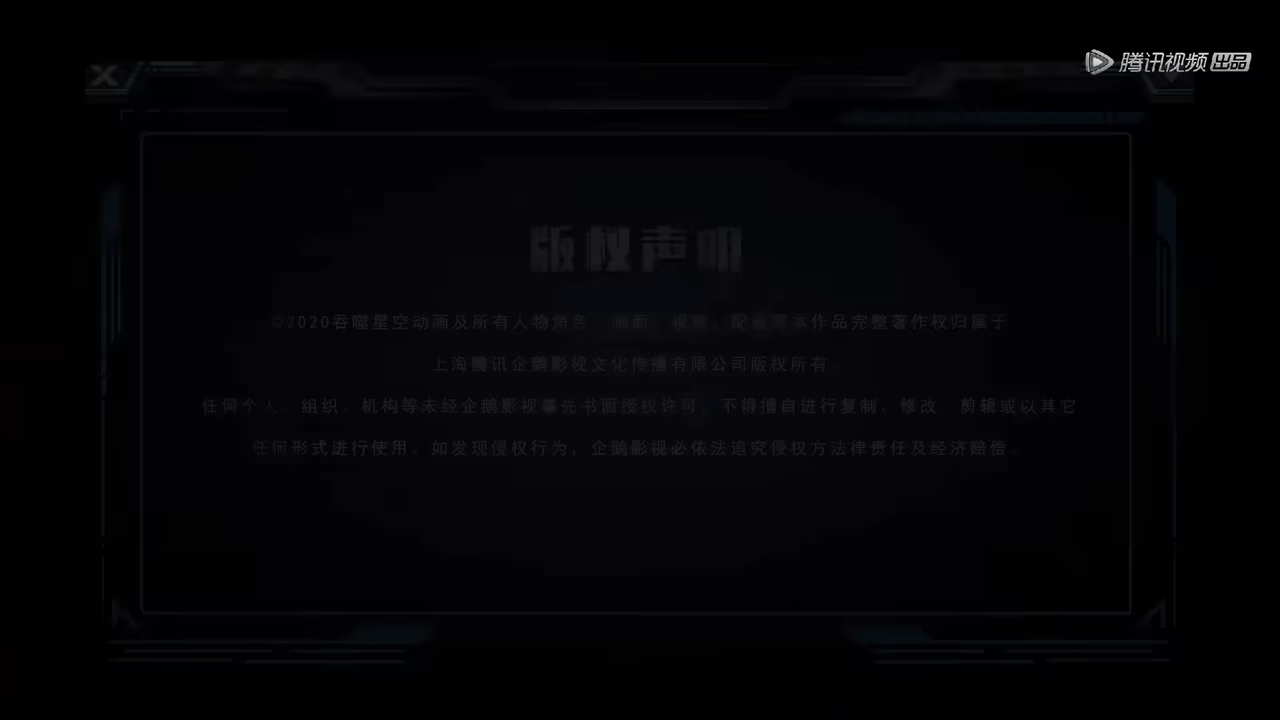 腾讯视频 出品
版权声明
©2020吞噬星空动画及所有人物角色、画面、视频、配音等本作品完整著作权归属于
上海腾讯企鹅影视文化传播有限公司版权所有。
任何个人、组织、机构等未经企鹅影视事先书面授权许可，不得擅自进行复制、修改、剪辑或以其它
任何形式进行使用。如发现侵权行为，企鹅影视必依法追究侵权方法律责任及经济赔偿。